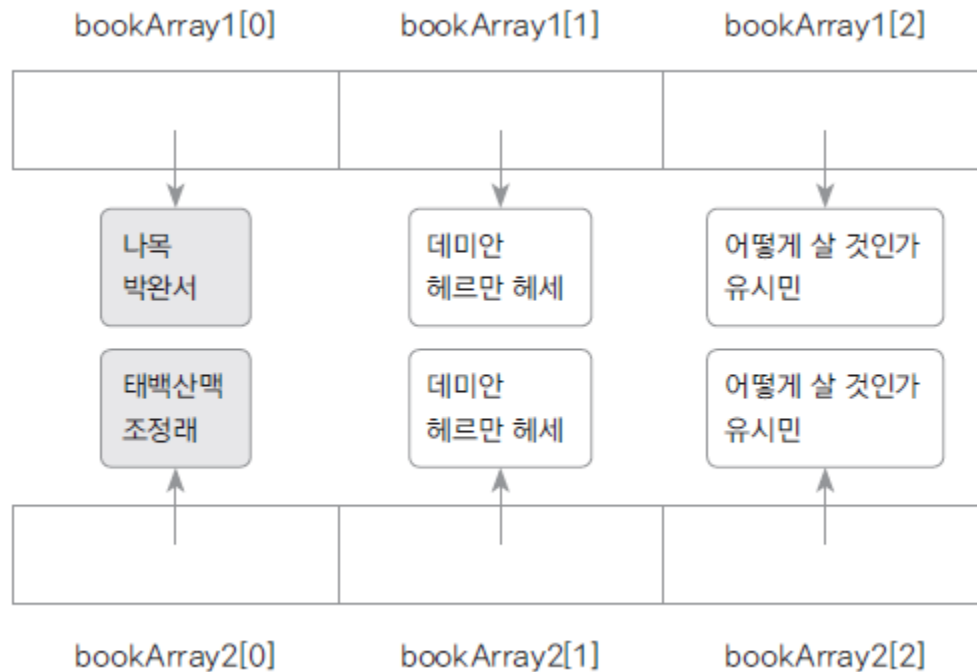 bookArray1[0] bookArray1[1] bookArray1[2]
나목
박완서
데미안
헤르만 헤세
어떻게 살 것인가
유시민
태백산맥
조정래
데미안
헤르만 헤세
어떻게 살 것인가
유시민
bookArray2[0] bookArray2[1] bookArray2[2]